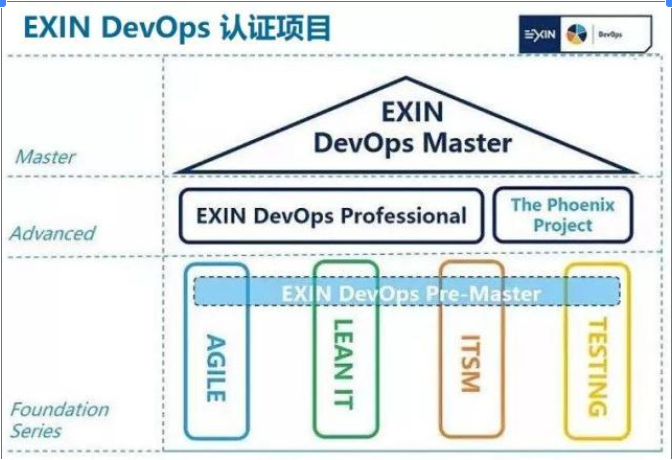 EXIN DevOps 认证项目
EXIN DevOps
EXIN
DevOps Master
Master
EXIN DevOps Professional
The Phoenix
Project
Advanced
EXIN DevOps Pre-Master
AGILE
LEAN IT
ITSM
TESTING
Foundation
Series